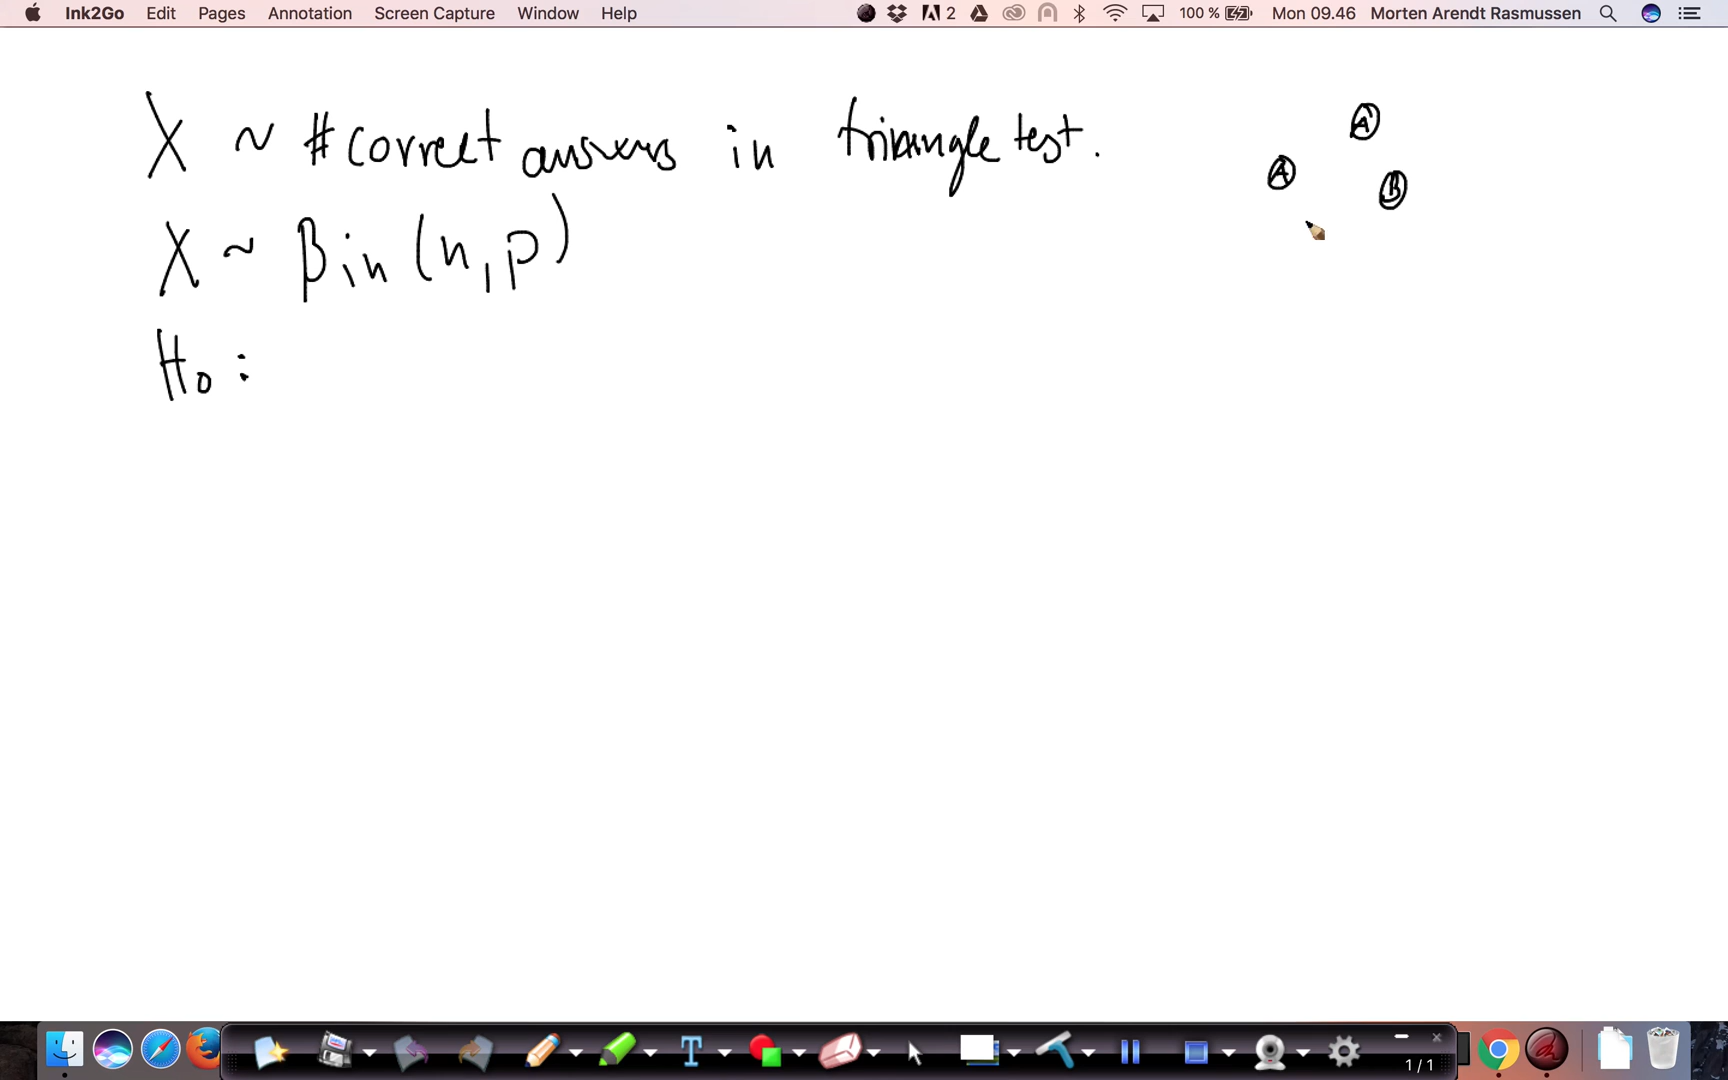 Ink2Go Edit Pages Annotation Screen Capture Window Help 2 100 % Mon 09.46 Morten Arendt Rasmussen
X ~ #correct answers in triangle test.
A
A
B
X ~ Bin (n,p)
Ho :
T
1 / 1